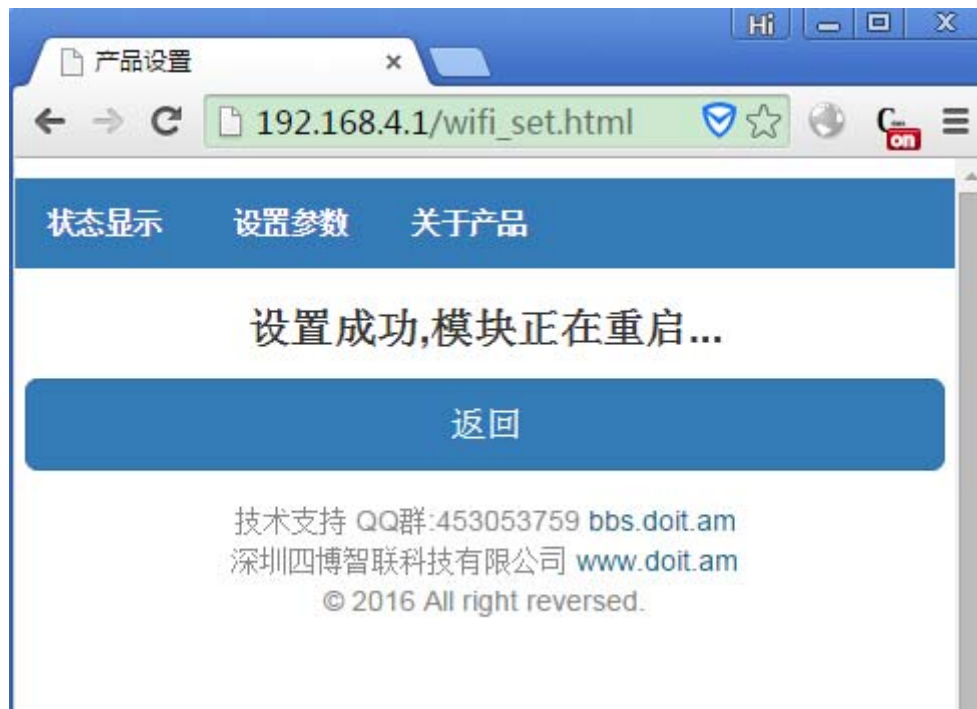 Hi
产品设置
192.168.4.1/wifi_set.html
on
状态显示 设置参数 关于产品
设置成功,模块正在重启...
返回
技术支持 QQ群:453053759 bbs.doit.am
深圳四博智联科技有限公司 www.doit.am
© 2016 All right reversed.